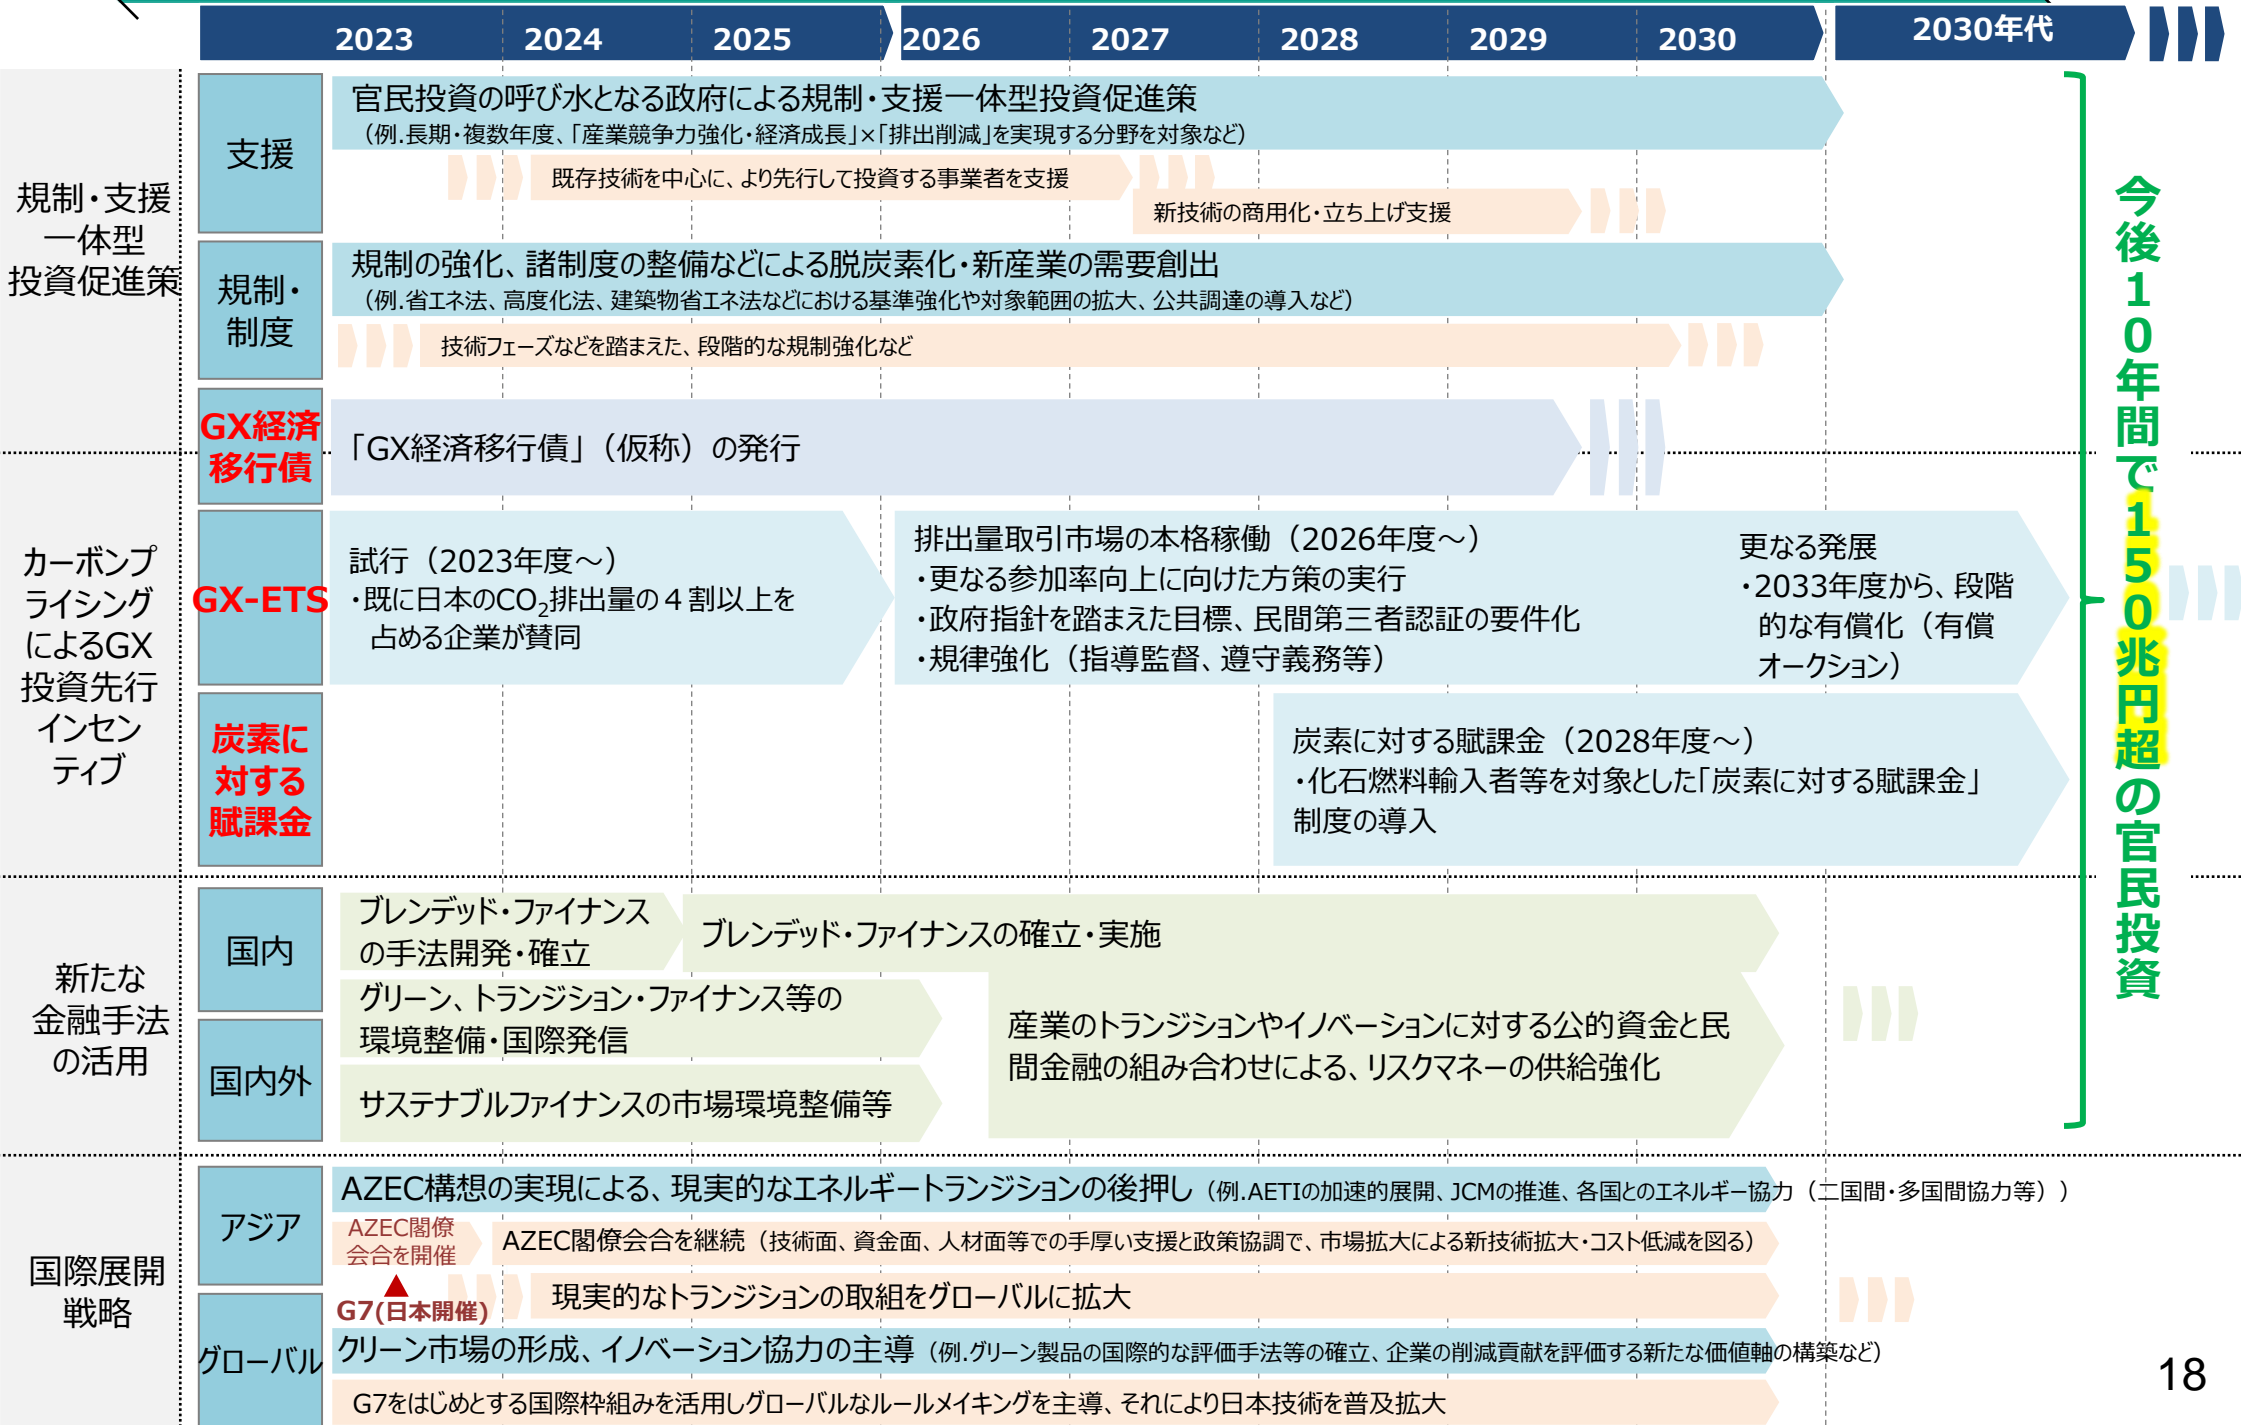 2023 2024 2025 2026 2027 2028 2029 2030 2030年代
規制・支援
一体型
投資促進策
支援
官民投資の呼び水となる政府による規制・支援一体型投資促進策
（例.長期・複数年度、｢産業競争力強化・経済成長｣×｢排出削減｣を実現する分野を対象など）
既存技術を中心に、より先行して投資する事業者を支援
新技術の商用化・立ち上げ支援
規制・
制度
規制の強化、諸制度の整備などによる脱炭素化・新産業の需要創出
（例.省エネ法、高度化法、建築物省エネ法などにおける基準強化や対象範囲の拡大、公共調達の導入など）
技術フェーズなどを踏まえた、段階的な規制強化など
GX経済
移行債
「GX経済移行債」（仮称）の発行
カーボンプ
ライシング
によるGX
投資先行
インセン
ティブ
GX-ETS
試行（2023年度～）
・既に日本のCO₂排出量の４割以上を
占める企業が賛同
排出量取引市場の本格稼働（2026年度～）
・更なる参加率向上に向けた方策の実行
・政府指針を踏まえた目標、民間第三者認証の要件化
・規律強化（指導監督、遵守義務等）
更なる発展
・2033年度から、段階
的な有償化（有償
オークション）
炭素に
対する
賦課金
炭素に対する賦課金（2028年度～）
・化石燃料輸入者等を対象とした｢炭素に対する賦課金｣
制度の導入
新たな
金融手法
の活用
国内
ブレンデッド・ファイナンス
の手法開発・確立
ブレンデッド・ファイナンスの確立・実施
国内外
グリーン、トランジション・ファイナンス等の
環境整備・国際発信
サステナブルファイナンスの市場環境整備等
産業のトランジションやイノベーションに対する公的資金と民
間金融の組み合わせによる、リスクマネーの供給強化
国際展開
戦略
アジア
AZEC構想の実現による、現実的なエネルギートランジションの後押し（例.AETIの加速的展開、JCMの推進、各国とのエネルギー協力（二国間・多国間協力等））
AZEC閣僚
会合を開催
AZEC閣僚会合を継続（技術面、資金面、人材面等での手厚い支援と政策協調で、市場拡大による新技術拡大・コスト低減を図る）
G7(日本開催)
現実的なトランジションの取組をグローバルに拡大
グローバル
クリーン市場の形成、イノベーション協力の主導（例.グリーン製品の国際的な評価手法等の確立、企業の削減貢献を評価する新たな価値軸の構築など）
G7をはじめとする国際枠組みを活用しグローバルなルールメイキングを主導、それにより日本技術を普及拡大
今後１０年間で１５０兆円超の官民投資
18